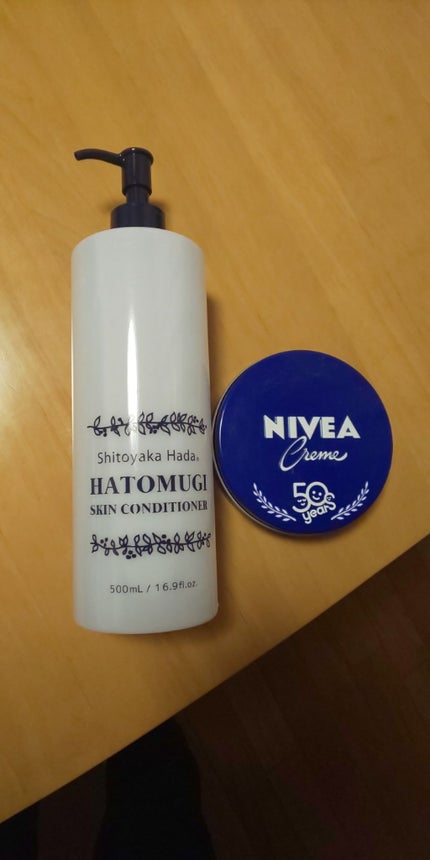 Shitoyaka Hada®
HATOMUGI
SKIN CONDITIONER
500mL / 16.9fl.oz.
NIVEA
Creme
50
years